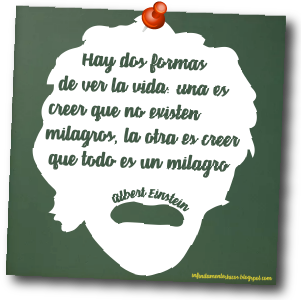 Hay dos formas
de ver la vida: una es
creer que no existen
milagros, la otra es creer
que todo es un milagro
Albert Einstein